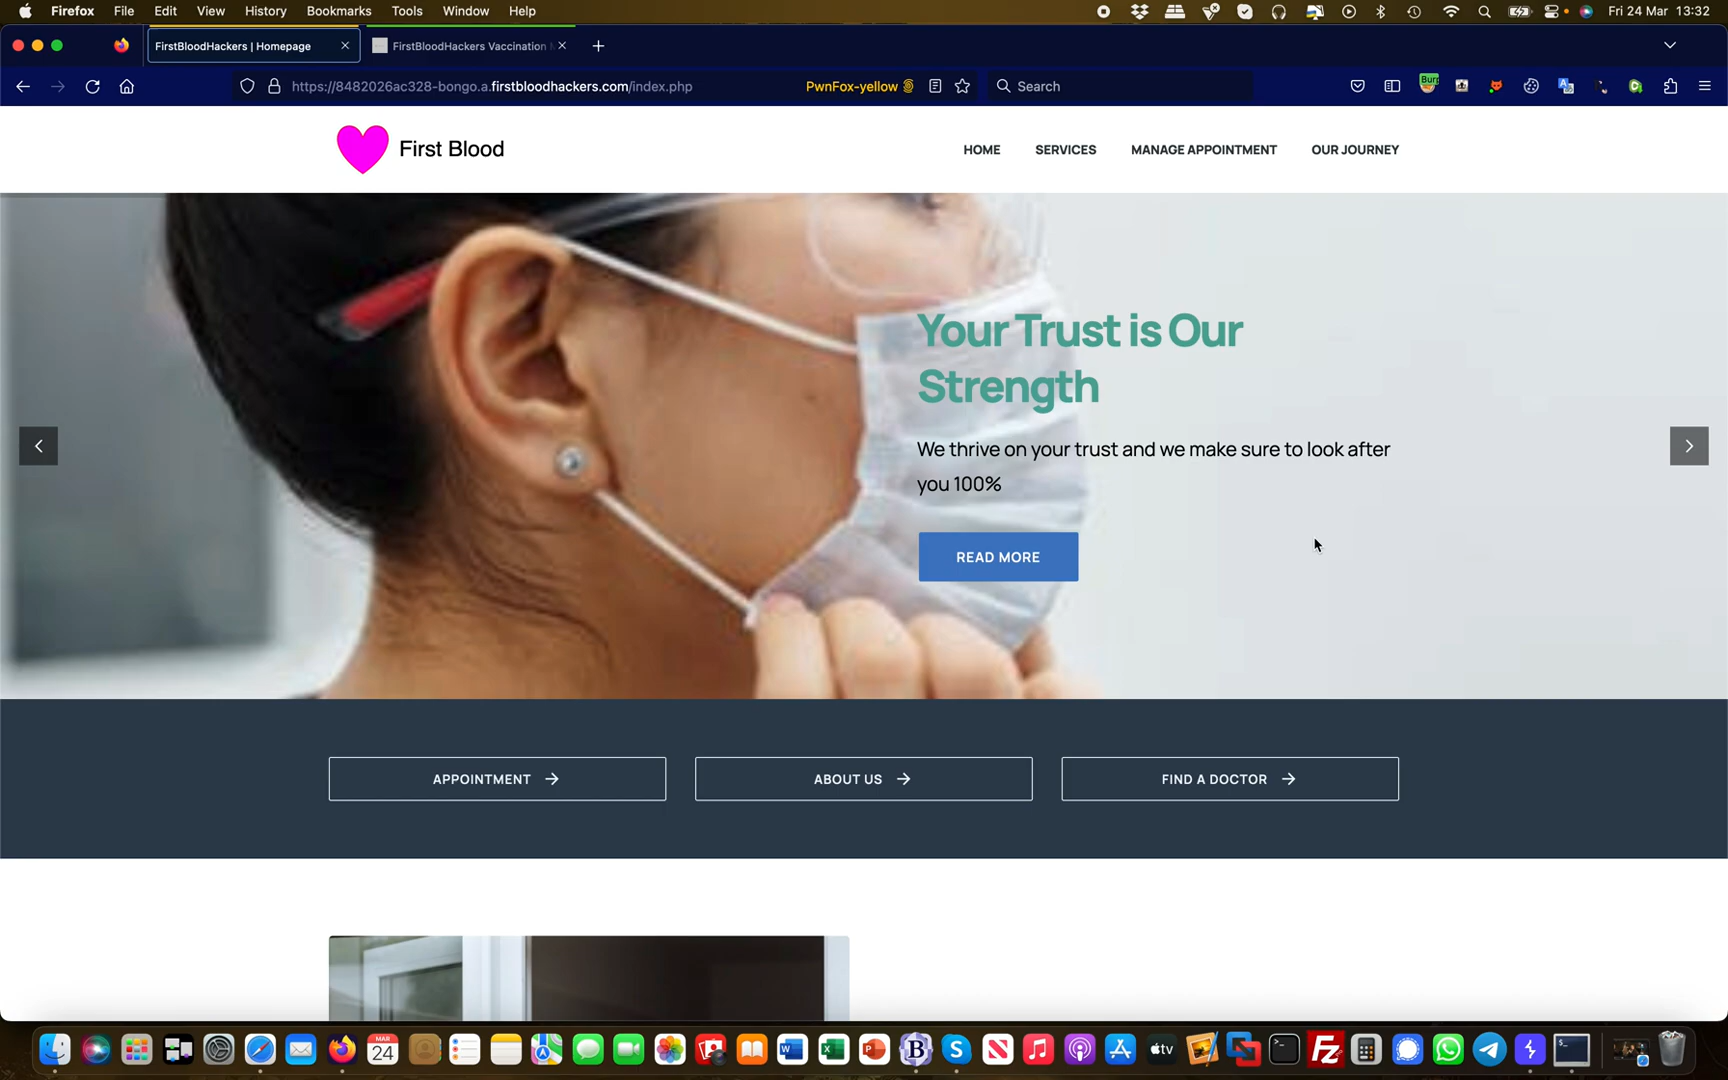 Firefox File Edit View History Bookmarks Tools Window Help Fri 24 Mar 13:32
FirstBloodHackers | Homepage FirstBloodHackers Vaccination
https://8482026ac328-bongo.a.firstbloodhackers.com/index.php PwnFox-yellow Search
First Blood
HOME SERVICES MANAGE APPOINTMENT OUR JOURNEY
Your Trust is Our
Strength
We thrive on your trust and we make sure to look after
you 100%
READ MORE
APPOINTMENT ABOUT US FIND A DOCTOR
MAR
24